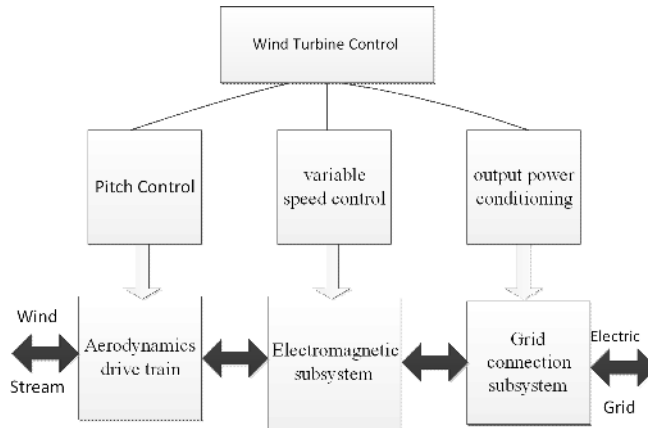 Wind Turbine Control
Pitch Control
variable
speed control
output power
conditioning
Wind
Stream
Aerodynamics
drive train
Electromagnetic
subsystem
Grid
connection
subsystem
Electric
Grid